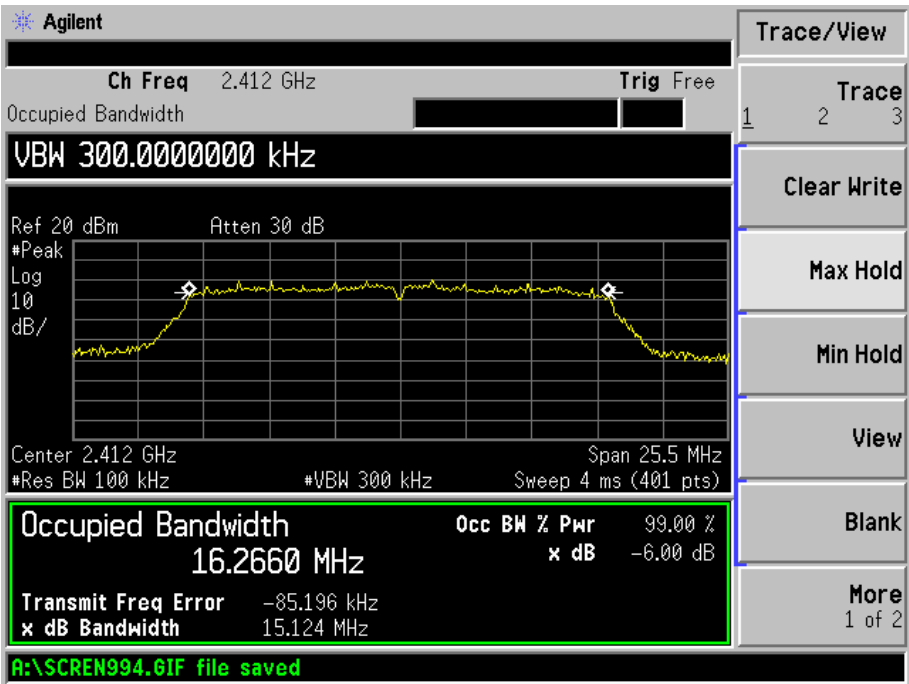 Agilent
Trace/View
Ch Freq 2.412 GHz Trig Free
Occupied Bandwidth
Trace
1 2 3
VBW 300.0000000 kHz
Clear Write
Ref 20 dBm Atten 30 dB
#Peak
Log
10
dB/
Max Hold
Min Hold
View
Center 2.412 GHz Span 25.5 MHz
#Res BW 100 kHz #VBW 300 kHz Sweep 4 ms (401 pts)
Occupied Bandwidth Occ BW % Pwr 99.00 %
16.2660 MHz x dB -6.00 dB
Blank
Transmit Freq Error -85.196 kHz
x dB Bandwidth 15.124 MHz
More
1 of 2
A:\SCREN994.GIF file saved